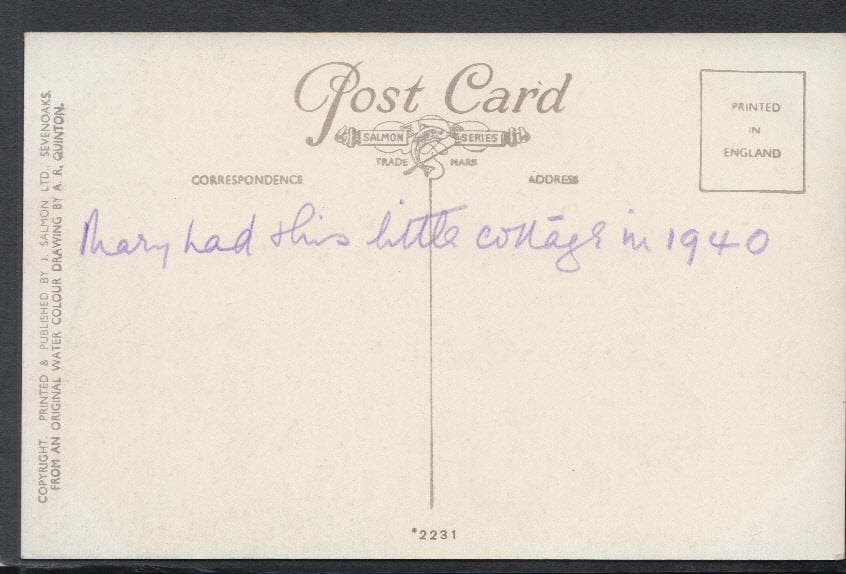 COPYRIGHT. PRINTED & PUBLISHED BY J. SALMON LTD., SEVENOAKS.
FROM AN ORIGINAL WATER COLOUR DRAWING BY A. R. QUINTON.
Post Card
SALMON SERIES
TRADE MARK
CORRESPONDENCE
ADDRESS
PRINTED
IN
ENGLAND
Mary had this little cottage in 1940
*2231